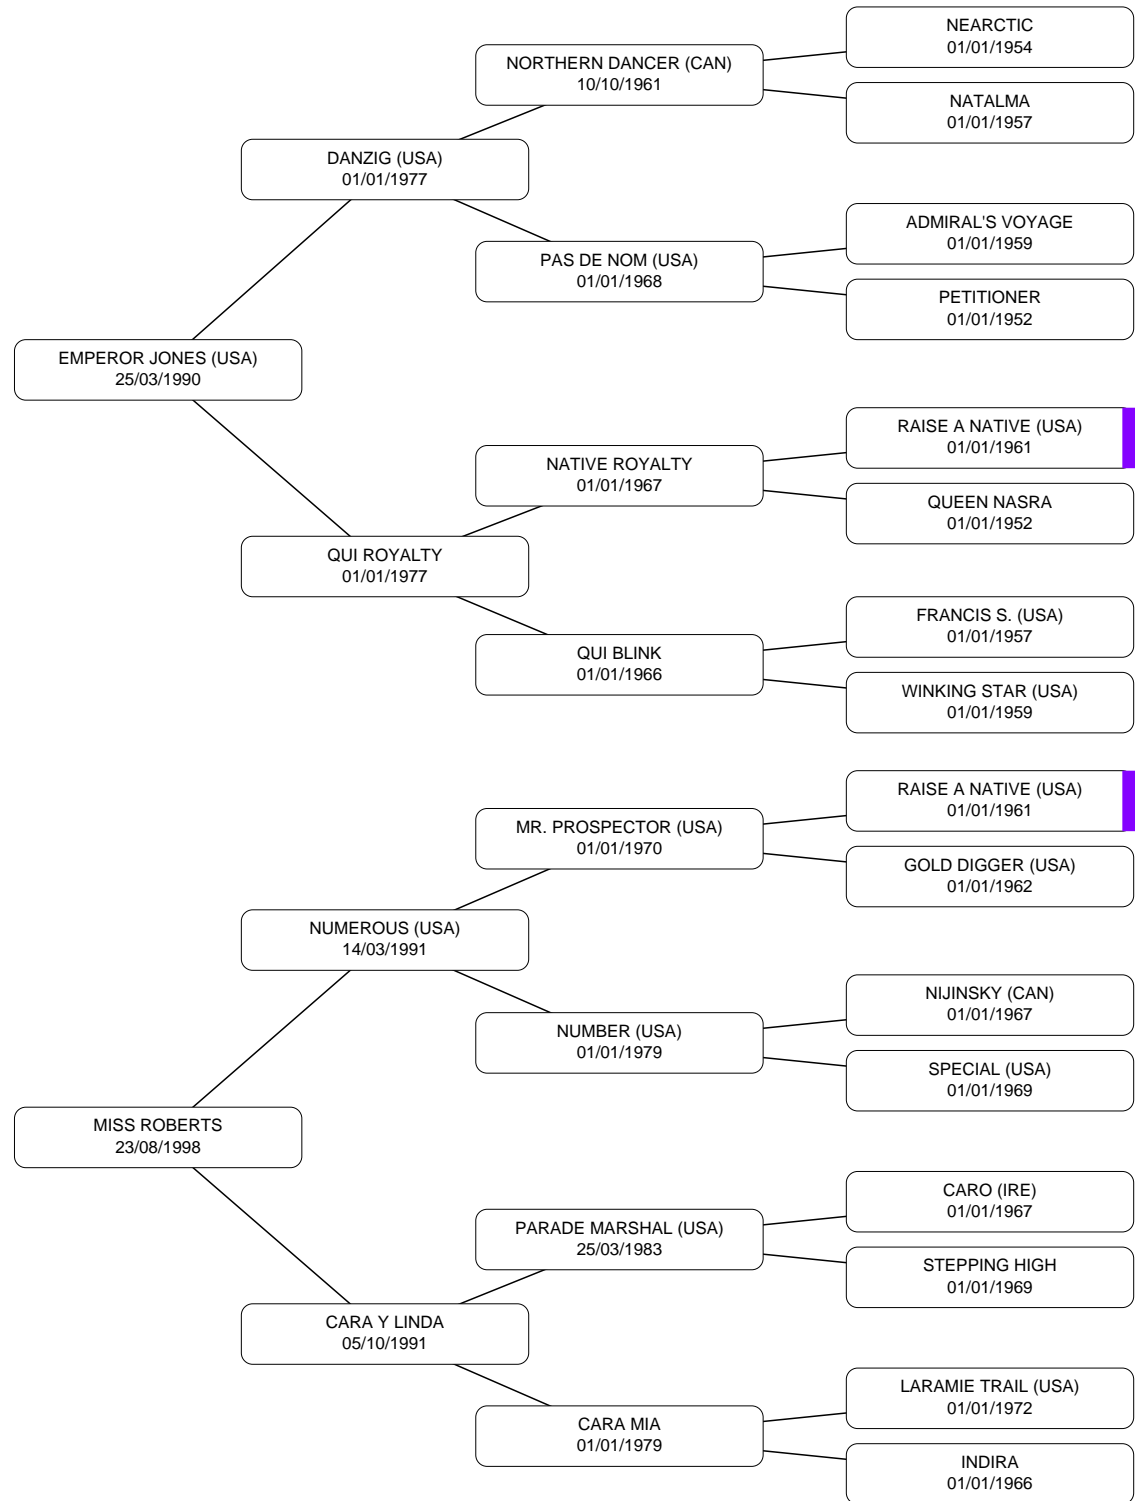 NEARCTIC
01/01/1954
NORTHERN DANCER (CAN)
10/10/1961
NATALMA
01/01/1957
DANZIG (USA)
01/01/1977
ADMIRAL'S VOYAGE
01/01/1959
PAS DE NOM (USA)
01/01/1968
PETITIONER
01/01/1952
EMPEROR JONES (USA)
25/03/1990
RAISE A NATIVE (USA)
01/01/1961
NATIVE ROYALTY
01/01/1967
QUEEN NASRA
01/01/1952
QUI ROYALTY
01/01/1977
FRANCIS S. (USA)
01/01/1957
QUI BLINK
01/01/1966
WINKING STAR (USA)
01/01/1959
RAISE A NATIVE (USA)
01/01/1961
MR. PROSPECTOR (USA)
01/01/1970
GOLD DIGGER (USA)
01/01/1962
NUMEROUS (USA)
14/03/1991
NIJINSKY (CAN)
01/01/1967
NUMBER (USA)
01/01/1979
SPECIAL (USA)
01/01/1969
MISS ROBERTS
23/08/1998
CARO (IRE)
01/01/1967
PARADE MARSHAL (USA)
25/03/1983
STEPPING HIGH
01/01/1969
CARA Y LINDA
05/10/1991
LARAMIE TRAIL (USA)
01/01/1972
CARA MIA
01/01/1979
INDIRA
01/01/1966